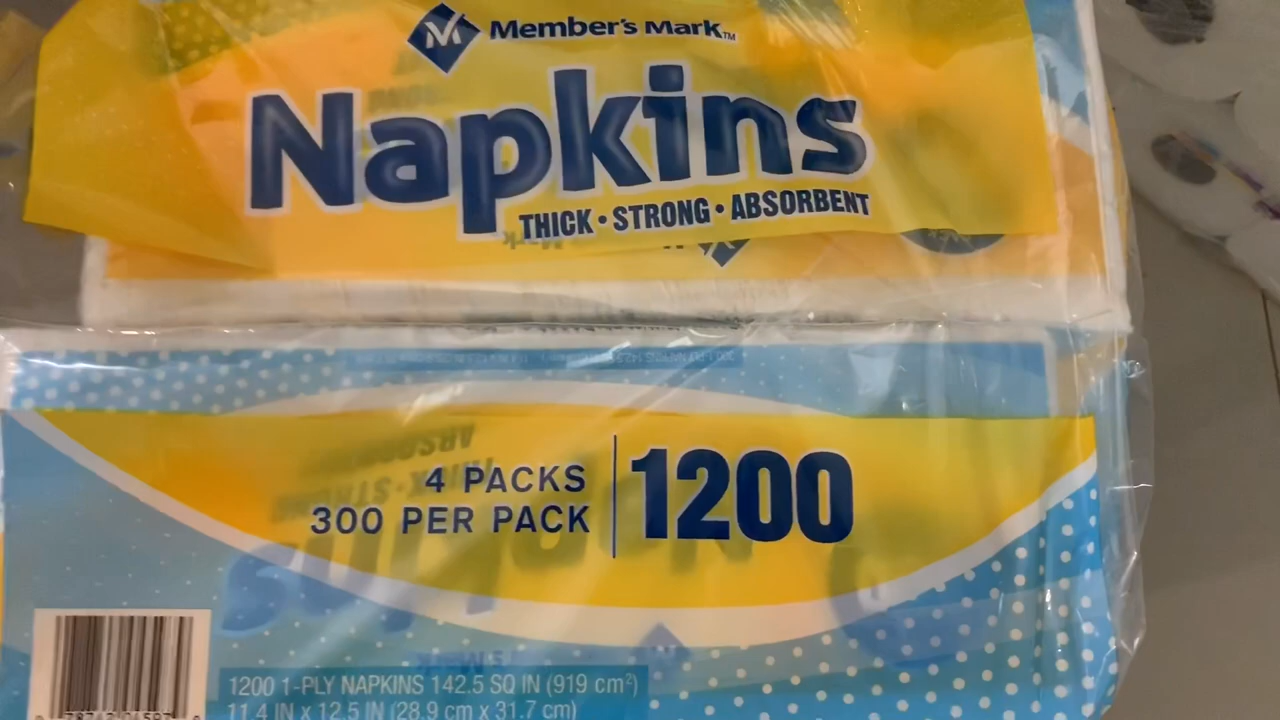 Member's Mark™
Napkins
THICK • STRONG • ABSORBENT
4 PACKS
300 PER PACK
1200
1200 1-PLY NAPKINS 142.5 SQ IN (919 cm²)
11.4 IN x 12.5 IN (28.9 cm x 31.7 cm)